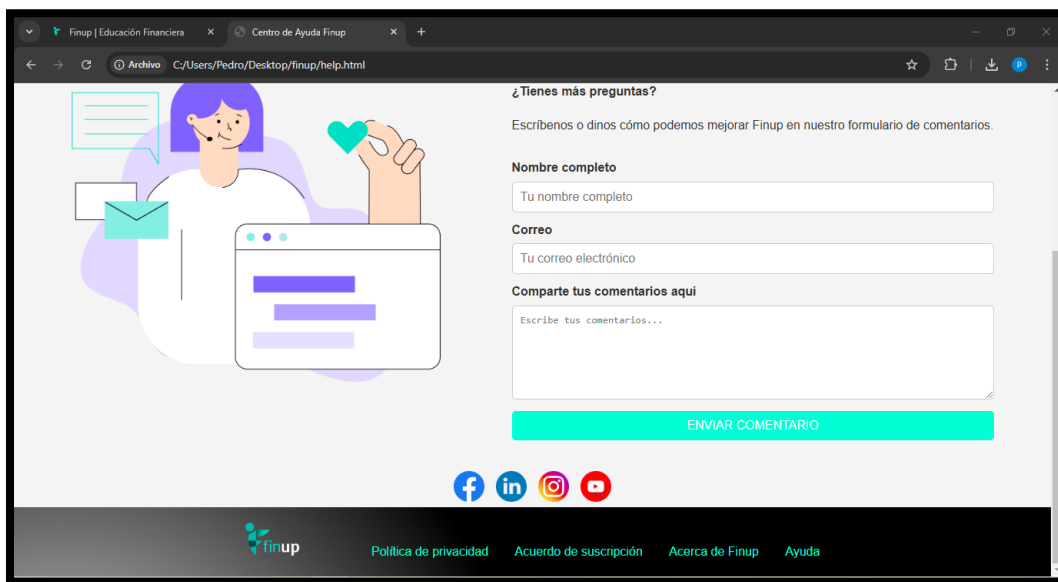 Finup | Educación Financiera
Centro de Ayuda Finup
Archivo C:/Users/Pedro/Desktop/finup/help.html
P
¿Tienes más preguntas?
Escríbenos o dinos cómo podemos mejorar Finup en nuestro formulario de comentarios.
Nombre completo
Tu nombre completo
Correo
Tu correo electrónico
Comparte tus comentarios aquí
Escribe tus comentarios...
ENVIAR COMENTARIO
finup
Política de privacidad Acuerdo de suscripción Acerca de Finup Ayuda